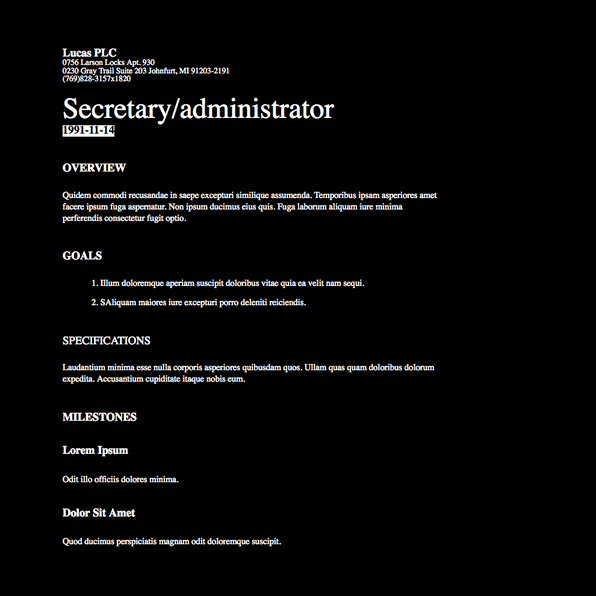 Lucas PLC
0756 Larson Locks Apt. 930
0230 Gray Trail Suite 203 Johnfurt, MI 91203-2191
(769)828-3157x1820
Secretary/administrator
1991-11-14
OVERVIEW
Quidem commodi recusandae in saepe excepturi similique assumenda. Temporibus ipsam asperiores amet
facere ipsum fuga aspernatur. Non ipsum ducimus eius quis. Fuga laborum aliquam iure minima
perferendis consectetur fugit optio.
GOALS
1. Illum doloremque aperiam suscipit doloribus vitae quia ea velit nam sequi.
2. SAliquam maiores iure excepturi porro deleniti reiciendis.
SPECIFICATIONS
Laudantium minima esse nulla corporis asperiores quibusdam quos. Ullam quas quam doloribus dolorum
expedita. Accusantium cupiditate itaque nobis eum.
MILESTONES
Lorem Ipsum
Odit illo officiis dolores minima.
Dolor Sit Amet
Quod ducimus perspiciatis magnam odit doloremque suscipit.